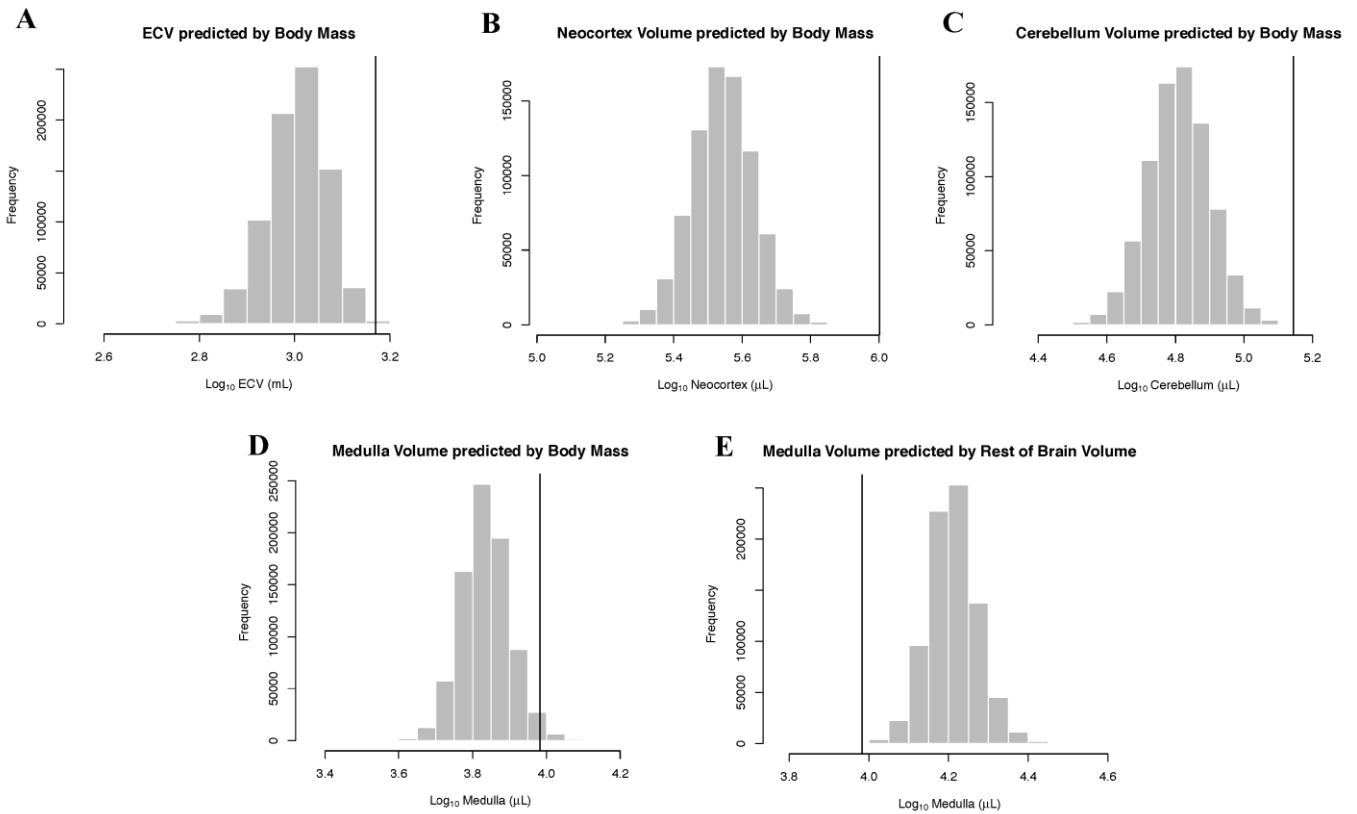 A
ECV predicted by Body Mass
Frequency
0
50000
100000
200000
2.6
2.8
3.0
3.2
Log10 ECV (mL)
B
Neocortex Volume predicted by Body Mass
Frequency
0
50000
100000
150000
5.0
5.2
5.4
5.6
5.8
6.0
Log10 Neocortex (μL)
C
Cerebellum Volume predicted by Body Mass
Frequency
0
50000
100000
150000
4.4
4.6
4.8
5.0
5.2
Log10 Cerebellum (μL)
D
Medulla Volume predicted by Body Mass
Frequency
0
50000
100000
150000
200000
250000
3.4
3.6
3.8
4.0
4.2
Log10 Medulla (μL)
E
Medulla Volume predicted by Rest of Brain Volume
Frequency
0
50000
100000
200000
3.8
4.0
4.2
4.4
4.6
Log10 Medulla (μL)